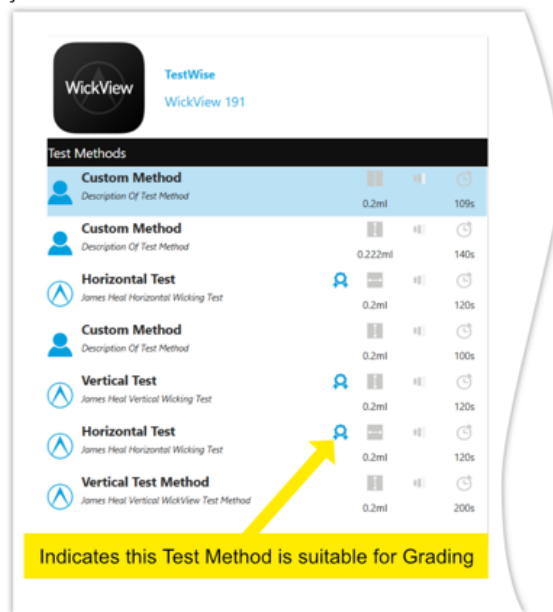 WickView
TestWise
WickView 191
Test Methods
Custom Method
Description Of Test Method
0.2ml 109s
Custom Method
Description Of Test Method
0.222ml 140s
Horizontal Test
James Heal Horizontal Wicking Test
0.2ml 120s
Custom Method
Description Of Test Method
0.2ml 100s
Vertical Test
James Heal Vertical Wicking Test
0.2ml 120s
Horizontal Test
James Heal Horizontal Wicking Test
0.2ml 120s
Vertical Test Method
James Heal Vertical WickView Test Method
0.2ml 200s
Indicates this Test Method is suitable for Grading